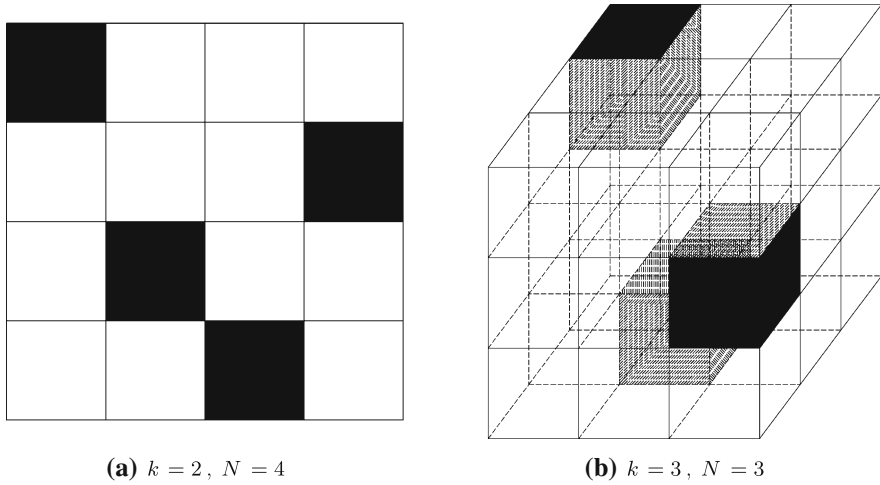 (a) k = 2 , N = 4
(b) k = 3 , N = 3